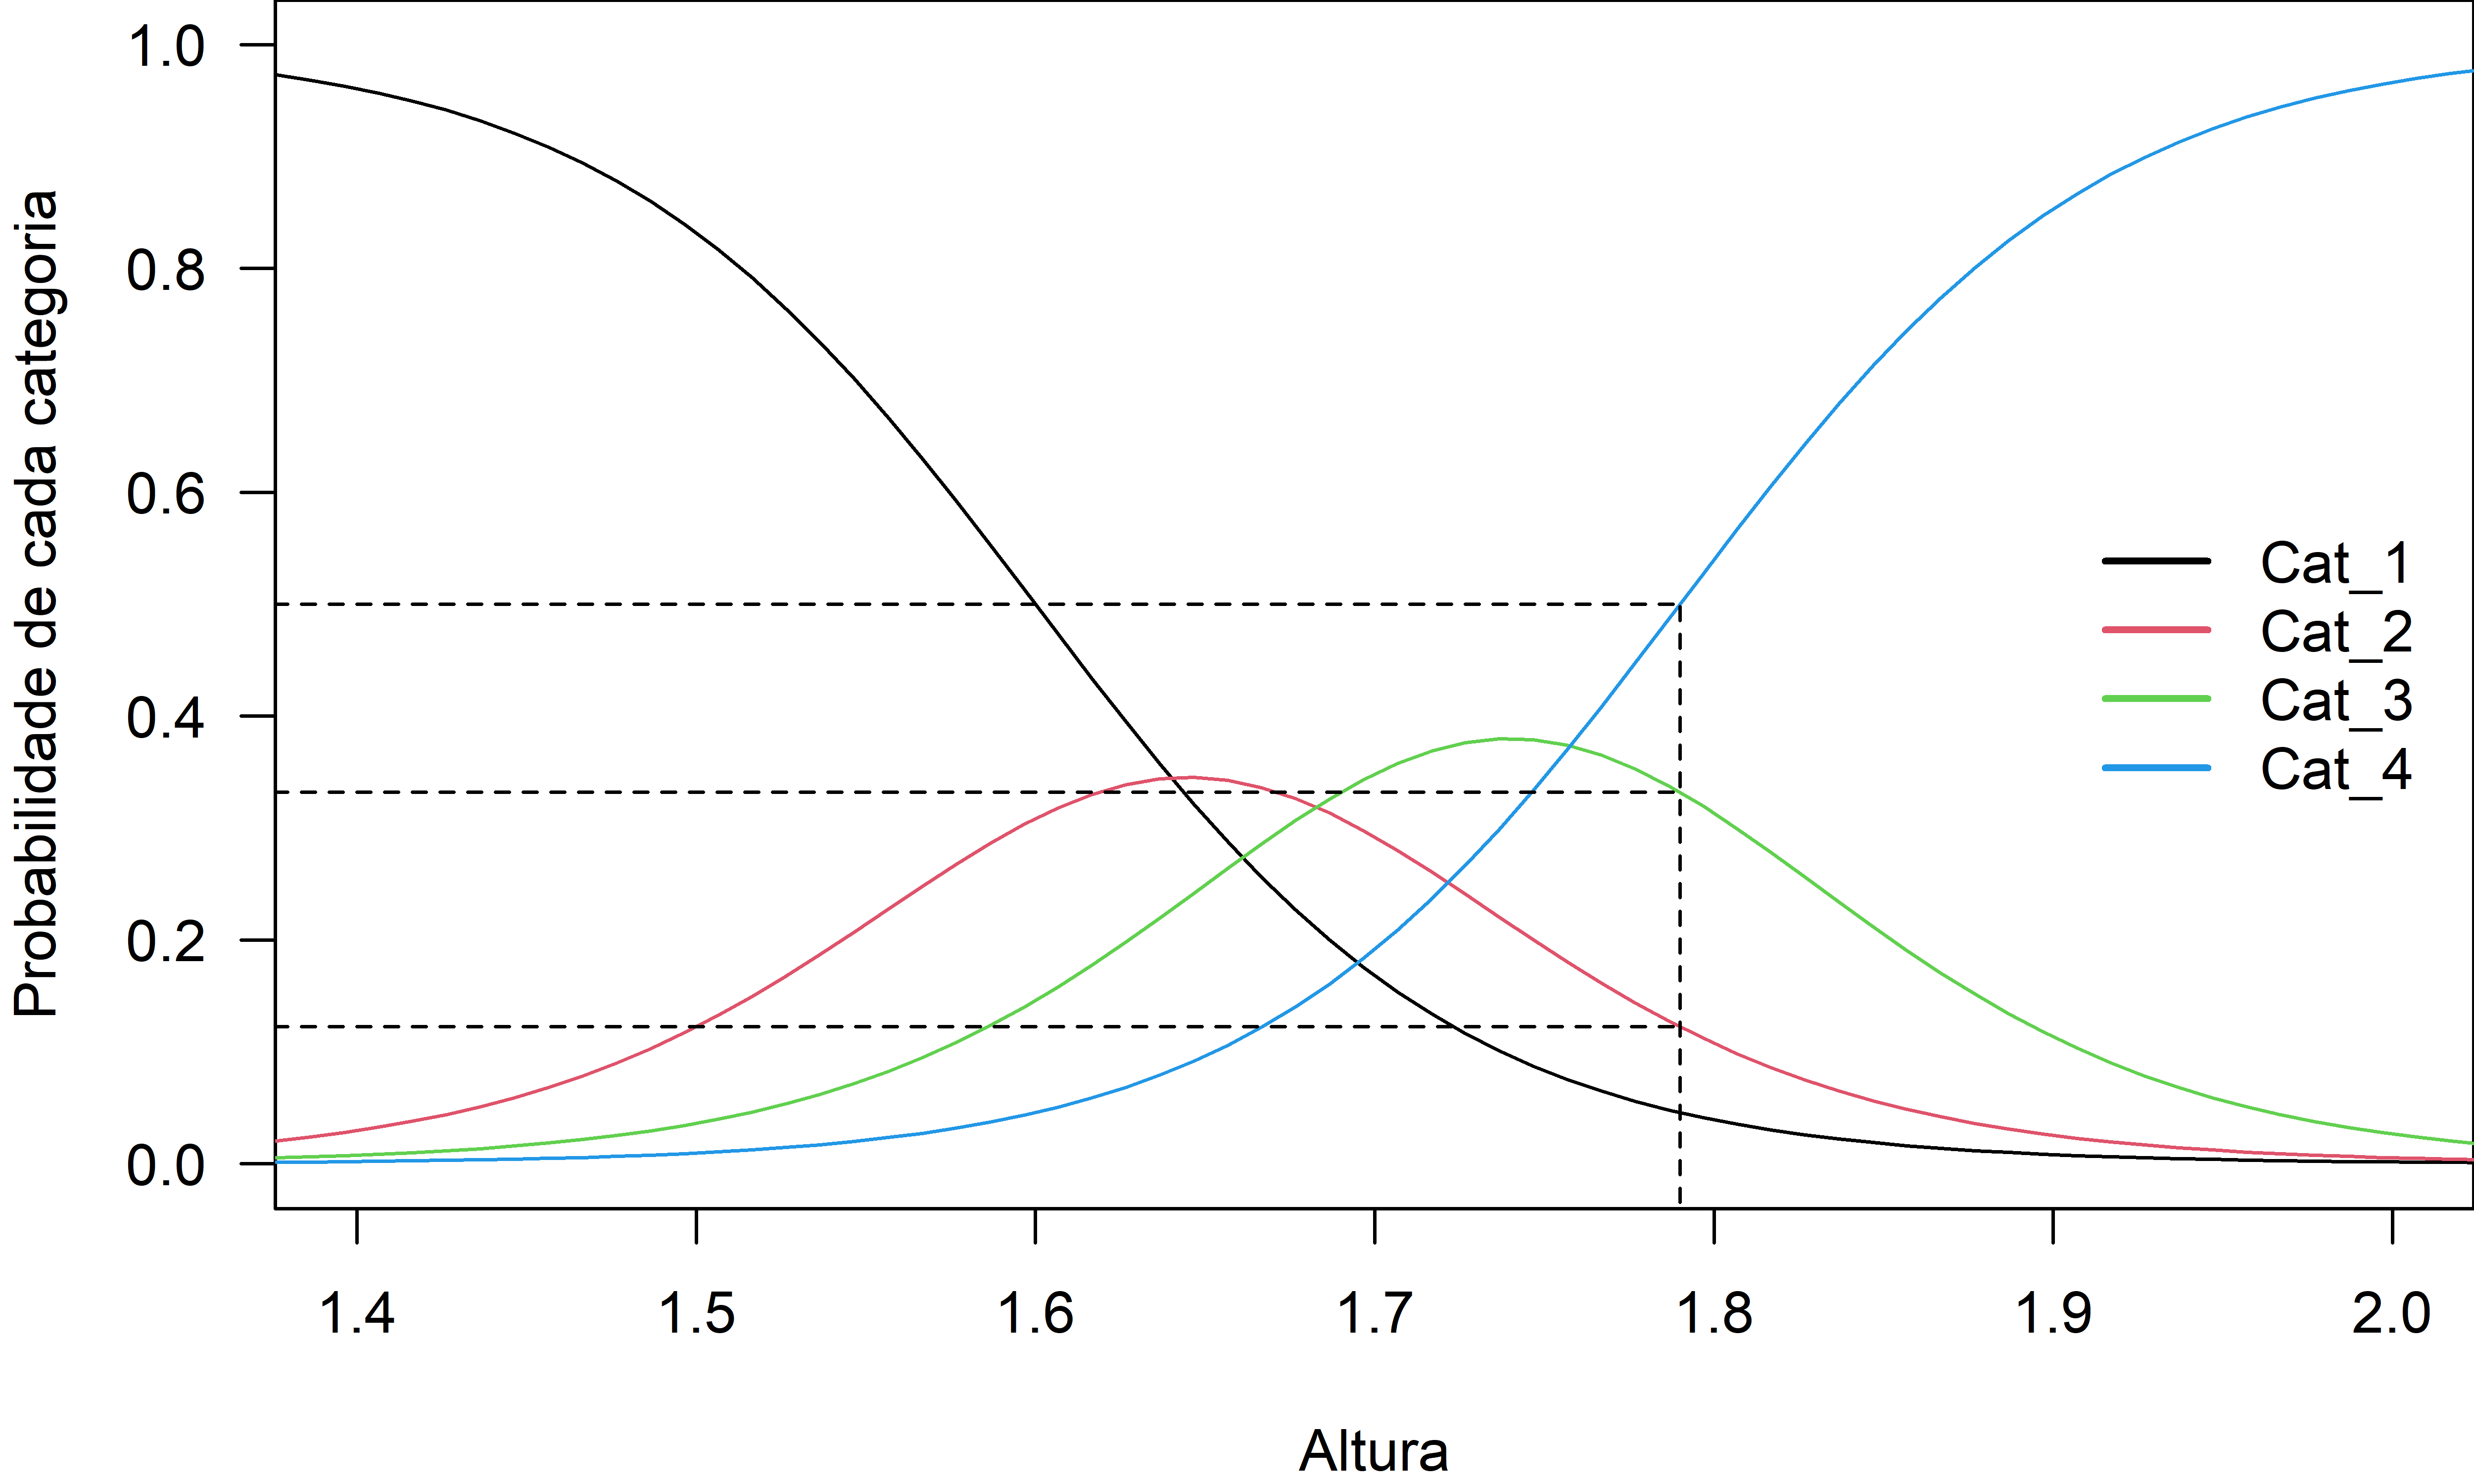 Probabilidade de cada categoria
1.0
0.8
0.6
0.4
0.2
0.0
Cat_1
Cat_2
Cat_3
Cat_4
1.4 1.5 1.6 1.7 1.8 1.9 2.0
Altura